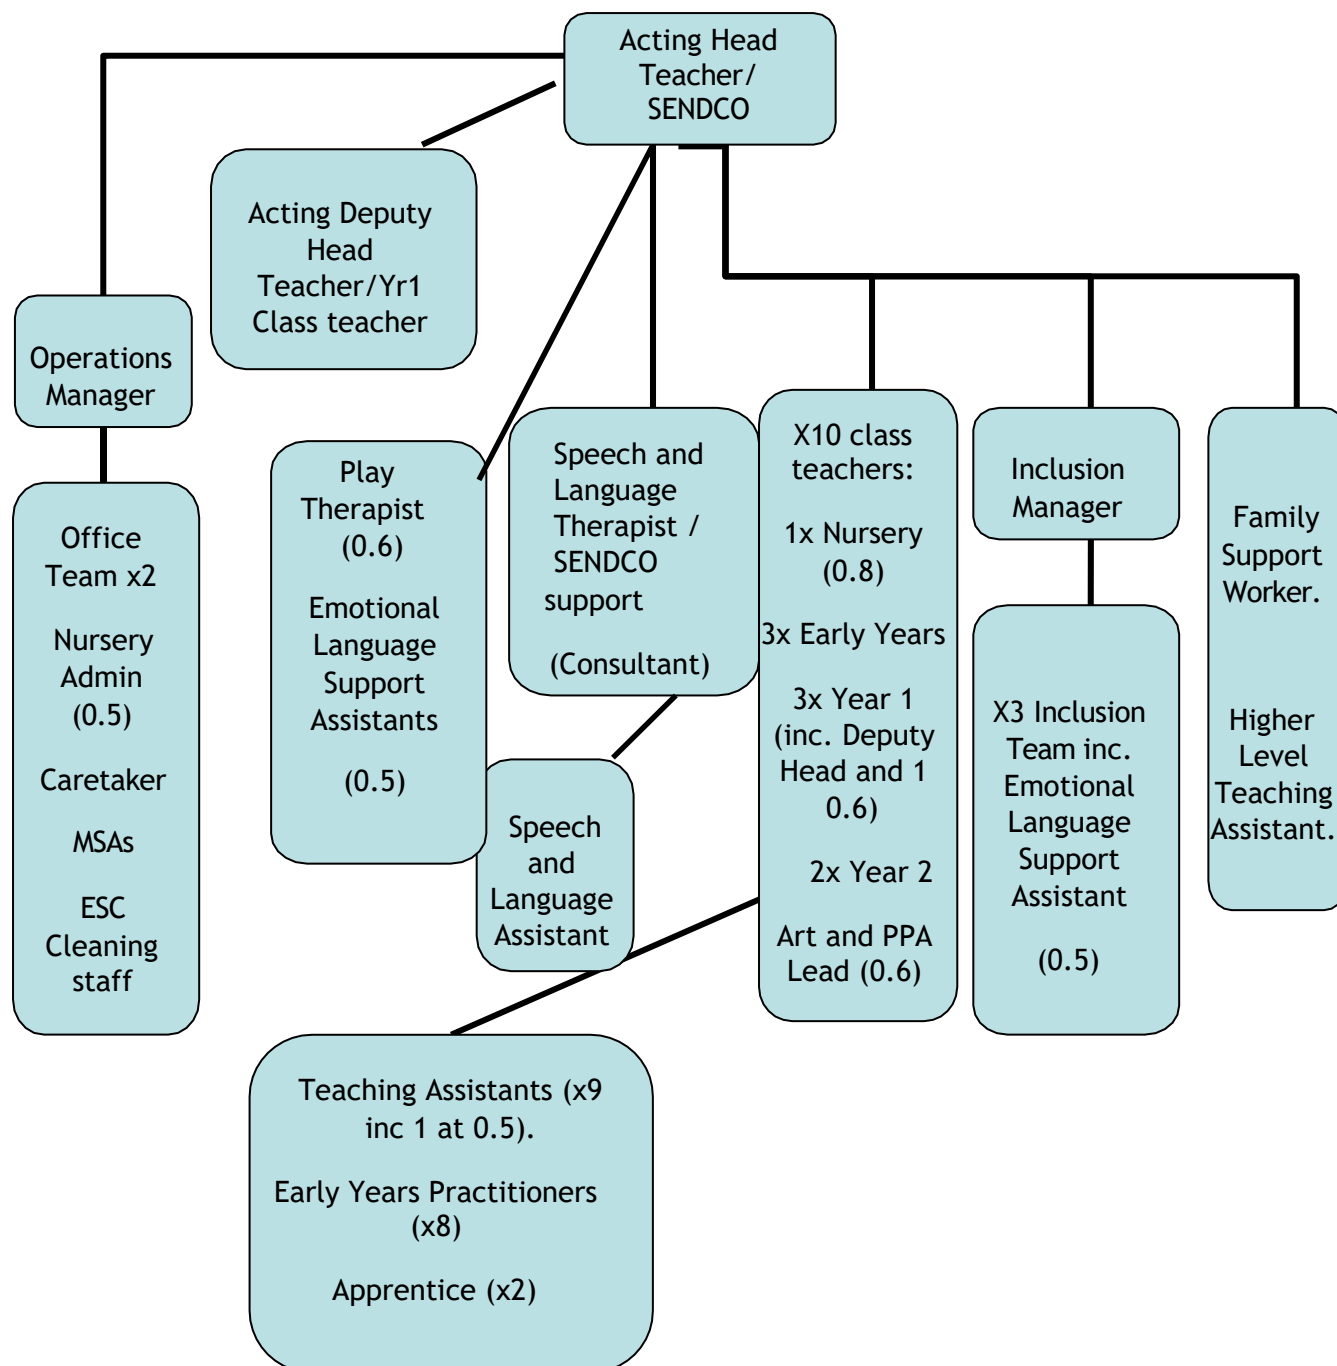 Acting Head
Teacher/
SENDCO
Acting Deputy
Head
Teacher/Yr1
Class teacher
Operations
Manager
Office
Team x2
Nursery
Admin
(0.5)
Caretaker
MSAs
ESC
Cleaning
staff
Play
Therapist
(0.6)
Emotional
Language
Support
Assistants
(0.5)
Speech and
Language
Therapist /
SENDCO
support
(Consultant)
Speech
and
Language
Assistant
X10 class
teachers:
1x Nursery
(0.8)
3x Early Years
3x Year 1
(inc. Deputy
Head and 1
0.6)
2x Year 2
Art and PPA
Lead (0.6)
Inclusion
Manager
X3 Inclusion
Team inc.
Emotional
Language
Support
Assistant
(0.5)
Family
Support
Worker.
Higher
Level
Teaching
Assistant.
Teaching Assistants (x9
inc 1 at 0.5).
Early Years Practitioners
(x8)
Apprentice (x2)